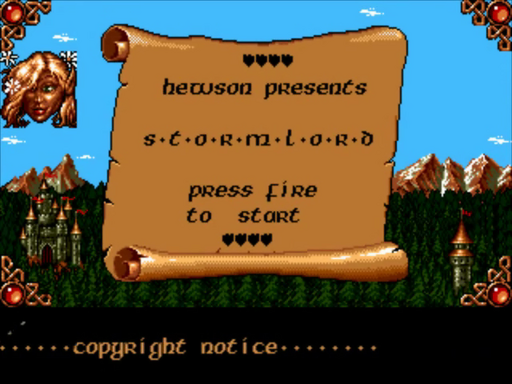 ♥♥♥♥
hewson presents
s·t·o·r·m·l·o·r·d
press fire
to start
♥♥♥♥
······copyright notice········